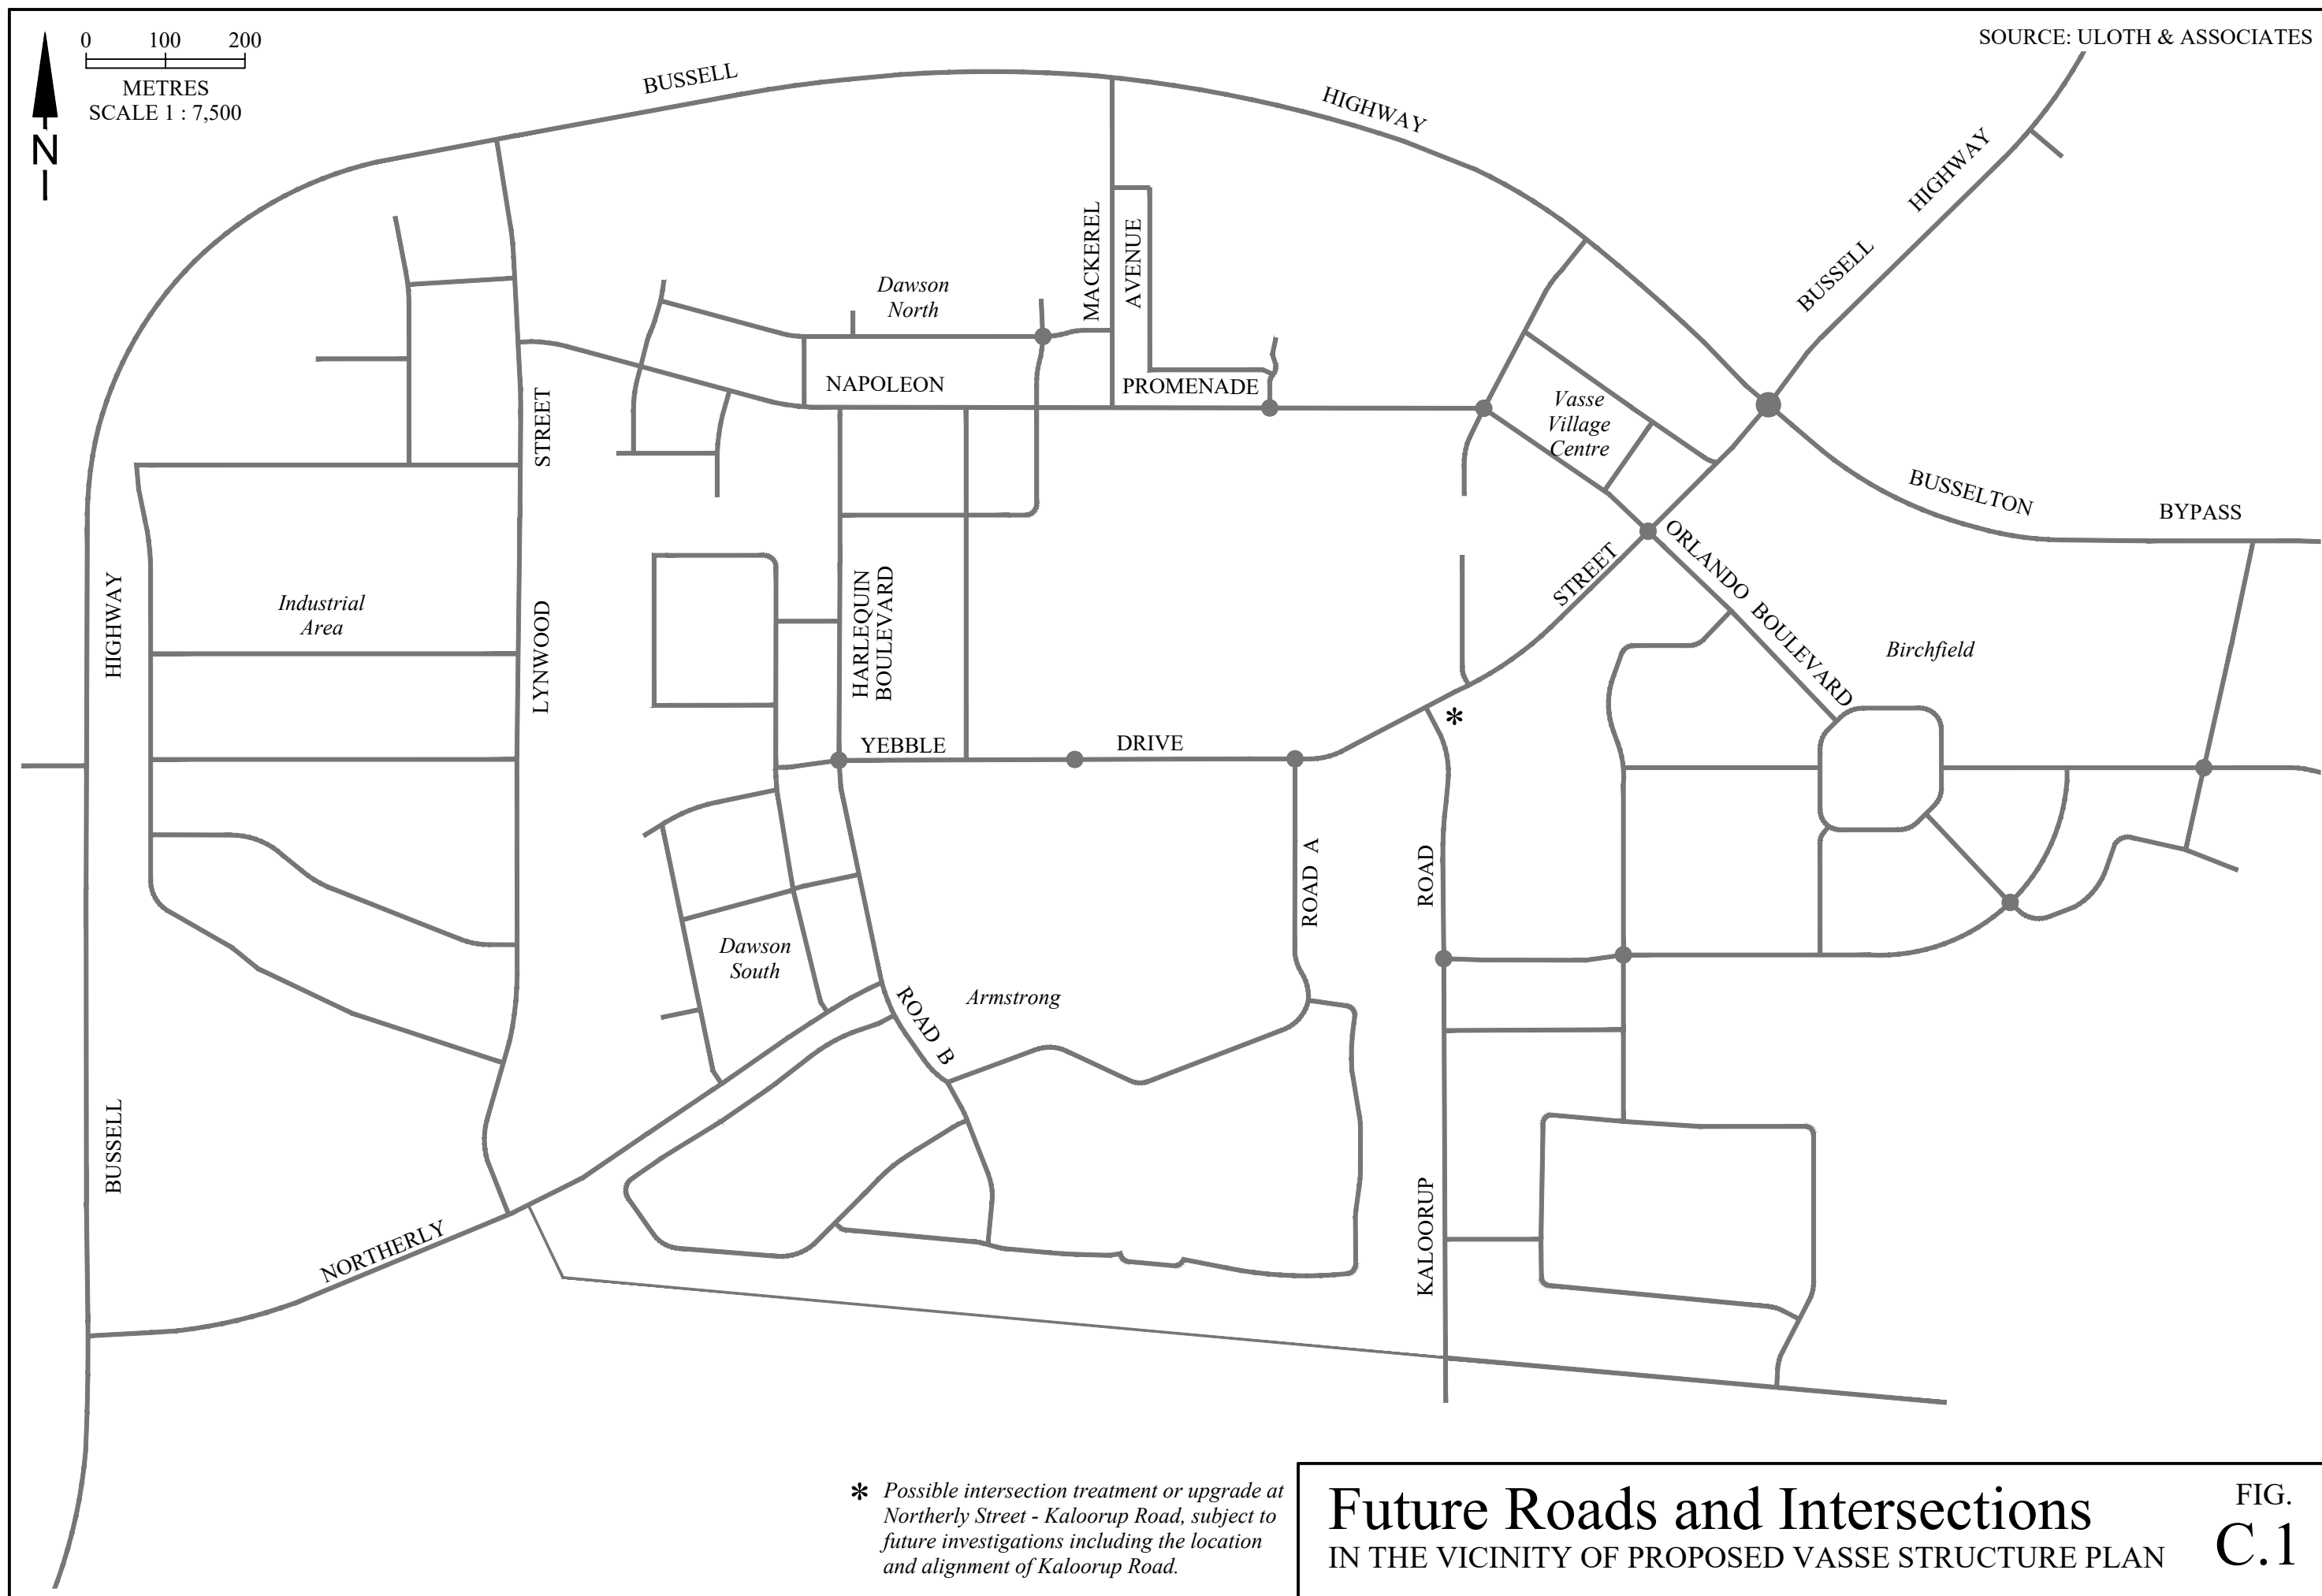 SOURCE: ULOTH & ASSOCIATES
0 100 200
METRES
SCALE 1 : 7,500
N
BUSSELL
HIGHWAY
BUSSELL
HIGHWAY
MACKEREL
AVENUE
Dawson
North
NAPOLEON
PROMENADE
Vasse
Village
Centre
BUSSELTON
BYPASS
STREET
LYNWOOD
HIGHWAY
BUSSELL
Industrial
Area
HARLEQUIN
BOULEVARD
STREET
ORLANDO BOULEVARD
Birchfield
YEBBLE
DRIVE
ROAD A
ROAD
KALOORUP
Dawson
South
ROAD B
Armstrong
NORTHERLY
*
* Possible intersection treatment or upgrade at
Northerly Street - Kaloorup Road, subject to
future investigations including the location
and alignment of Kaloorup Road.
Future Roads and Intersections
IN THE VICINITY OF PROPOSED VASSE STRUCTURE PLAN
FIG.
C.1